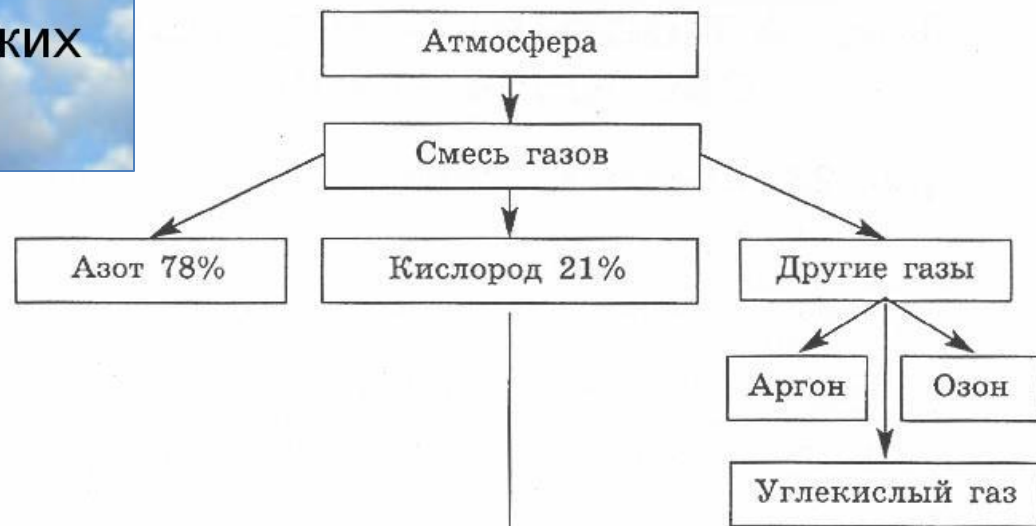 ких
Атмосфера
Смесь газов
Азот 78%
Кислород 21%
Другие газы
Аргон
Озон
Углекислый газ